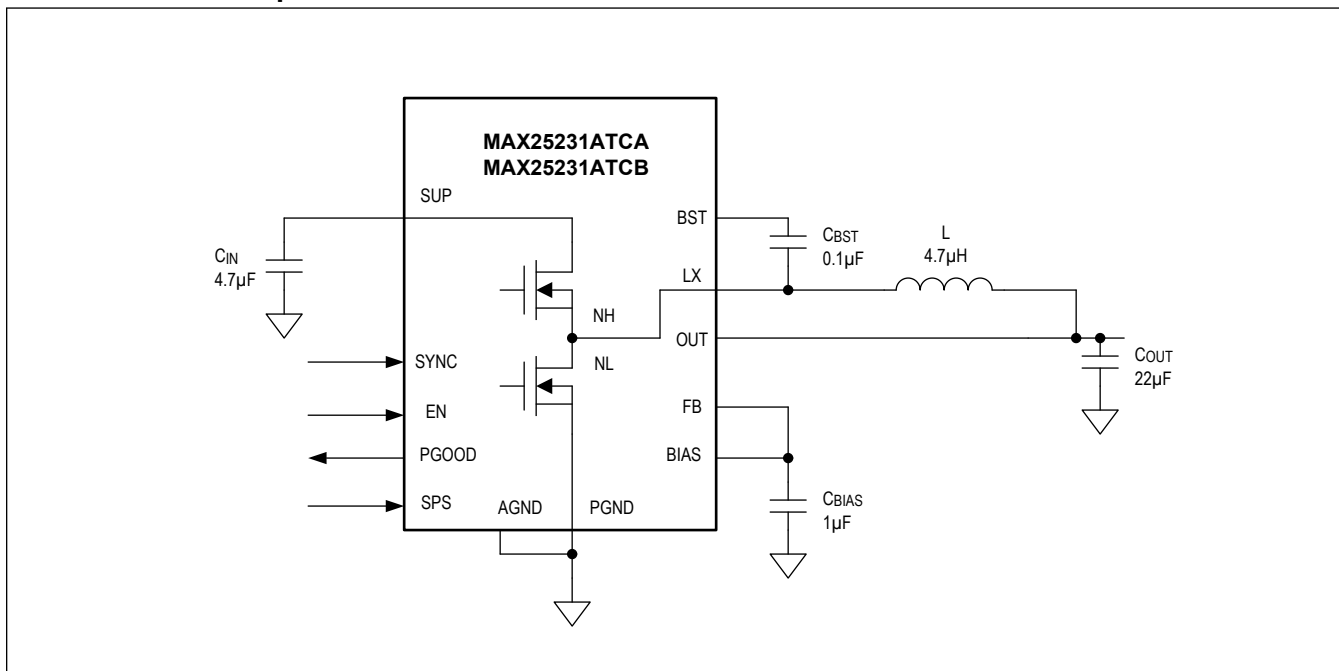 MAX25231ATCA
MAX25231ATCB
SUP
BST
CIN
4.7µF
CBST
0.1µF
L
4.7µH
LX
NH
OUT
NL
SYNC
COUT
22µF
EN
FB
PGOOD
BIAS
SPS
AGND
PGND
CBIAS
1µF